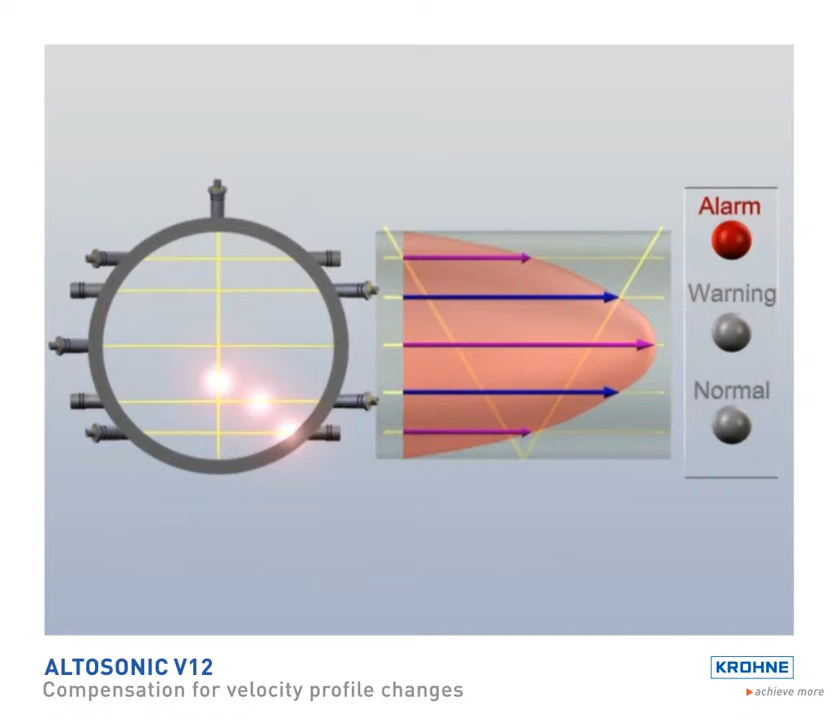 Alarm
Warning
Normal
ALTOSONIC V12
Compensation for velocity profile changes
KROHNE
achieve more